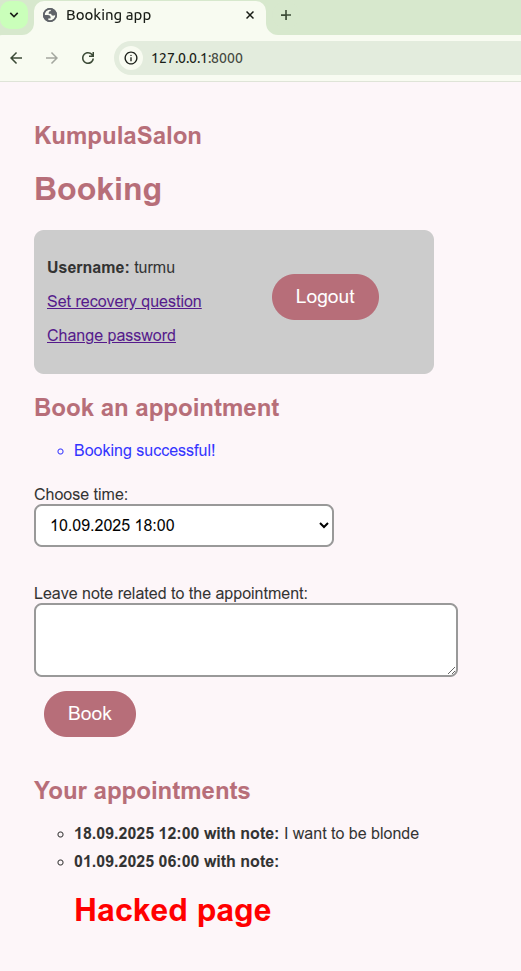 Booking app
127.0.0.1:8000
KumpulaSalon
Booking
Username: turmu
Set recovery question
Logout
Change password
Book an appointment
Booking successful!
Choose time:
10.09.2025 18:00
Leave note related to the appointment:
Book
Your appointments
18.09.2025 12:00 with note: I want to be blonde
01.09.2025 06:00 with note:
Hacked page